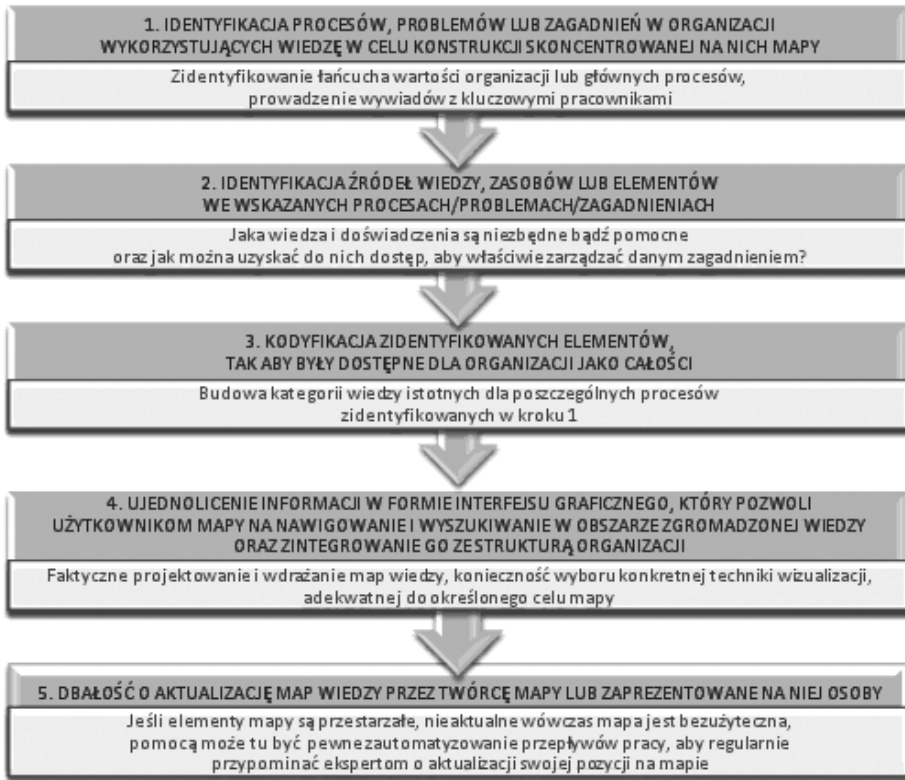 1. IDENTYFIKACJA PROCESÓW, PROBLEMÓW LUB ZAGADNIEŃ W ORGANIZACJI
WYKORZYSTUJĄCYCH WIEDZĘ W CELU KONSTRUKCJI SKONCENTROWANEJ NA NICH MAPY
Zidentyfikowanie łańcucha wartości organizacji lub głównych procesów,
prowadzenie wywiadów z kluczowymi pracownikami
2. IDENTYFIKACJA ŹRÓDEŁ WIEDZY, ZASOBÓW LUB ELEMENTÓW
WE WSKAZANYCH PROCESACH/PROBLEMACH/ZAGADNIENIACH
Jaka wiedza i doświadczenia są niezbędne bądź pomocne
oraz jak można uzyskać do nich dostęp, aby właściwie zarządzać danym zagadnieniem?
3. KODYFIKACJA ZIDENTYFIKOWANYCH ELEMENTÓW,
TAK ABY BYŁY DOSTĘPNE DLA ORGANIZACJI JAKO CAŁOŚCI
Budowa kategorii wiedzy istotnych dla poszczególnych procesów
zidentyfikowanych w kroku 1
4. UJEDNOLICENIE INFORMACJI W FORMIE INTERFEJSU GRAFICZNEGO, KTÓRY POZWOLI
UŻYTKOWNIKOM MAPY NA NAWIGOWANIE I WYSZUKIWANIE W OBSZARZE ZGROMADZONEJ WIEDZY
ORAZ ZINTEGROWANIE GO ZE STRUKTURĄ ORGANIZACJI
Faktyczne projektowanie i wdrażanie map wiedzy, konieczność wyboru konkretnej techniki wizualizacji,
adekwatnej do określonego celu mapy
5. DBAŁOŚĆ O AKTUALIZACJĘ MAP WIEDZY PRZEZ TWÓRCĘ MAPY LUB ZAPREZENTOWANE NA NIEJ OSOBY
Jeśli elementy mapy są przestarzałe, nieaktualne wówczas mapa jest bezużyteczna,
pomocą może tu być pewne zautomatyzowanie przepływów pracy, aby regularnie
przypominać ekspertom o aktualizacji swojej pozycji na mapie